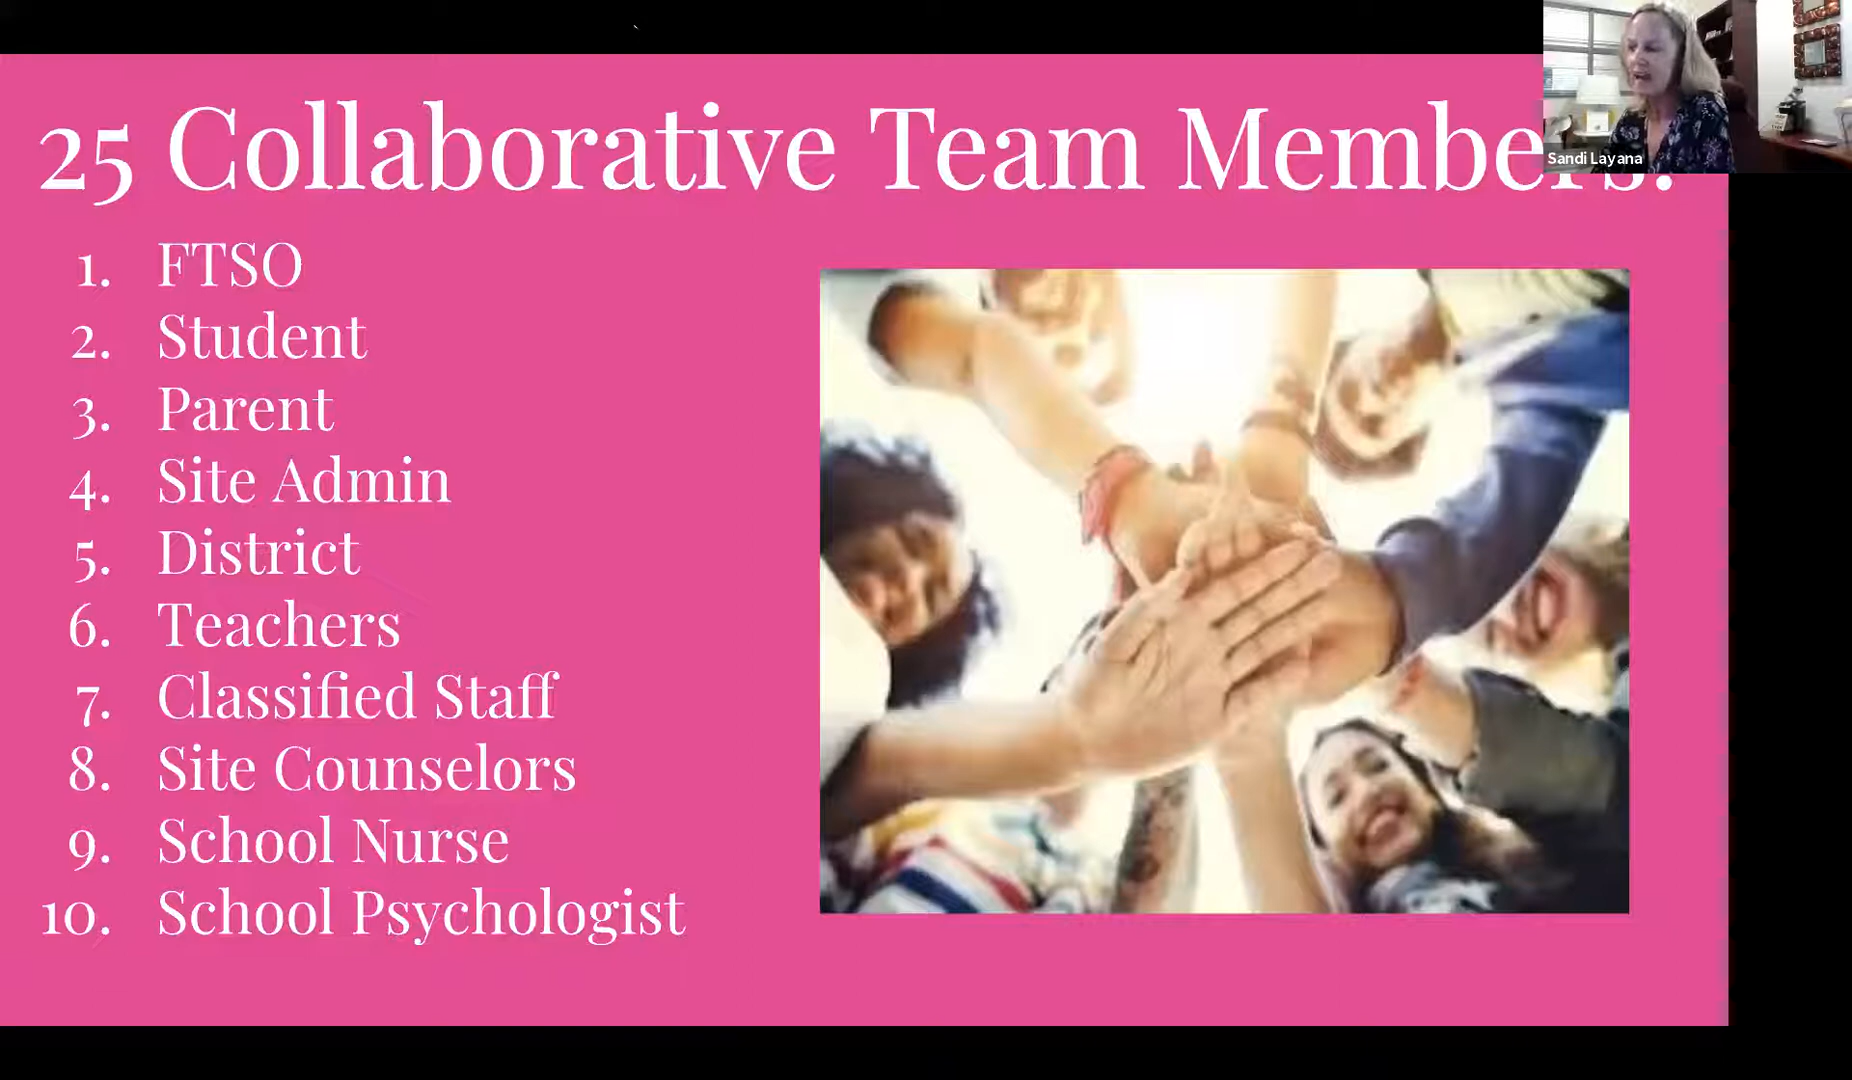 25 Collaborative Team Members!
Sandi Layana
1. FTSO
2. Student
3. Parent
4. Site Admin
5. District
6. Teachers
7. Classified Staff
8. Site Counselors
9. School Nurse
10. School Psychologist